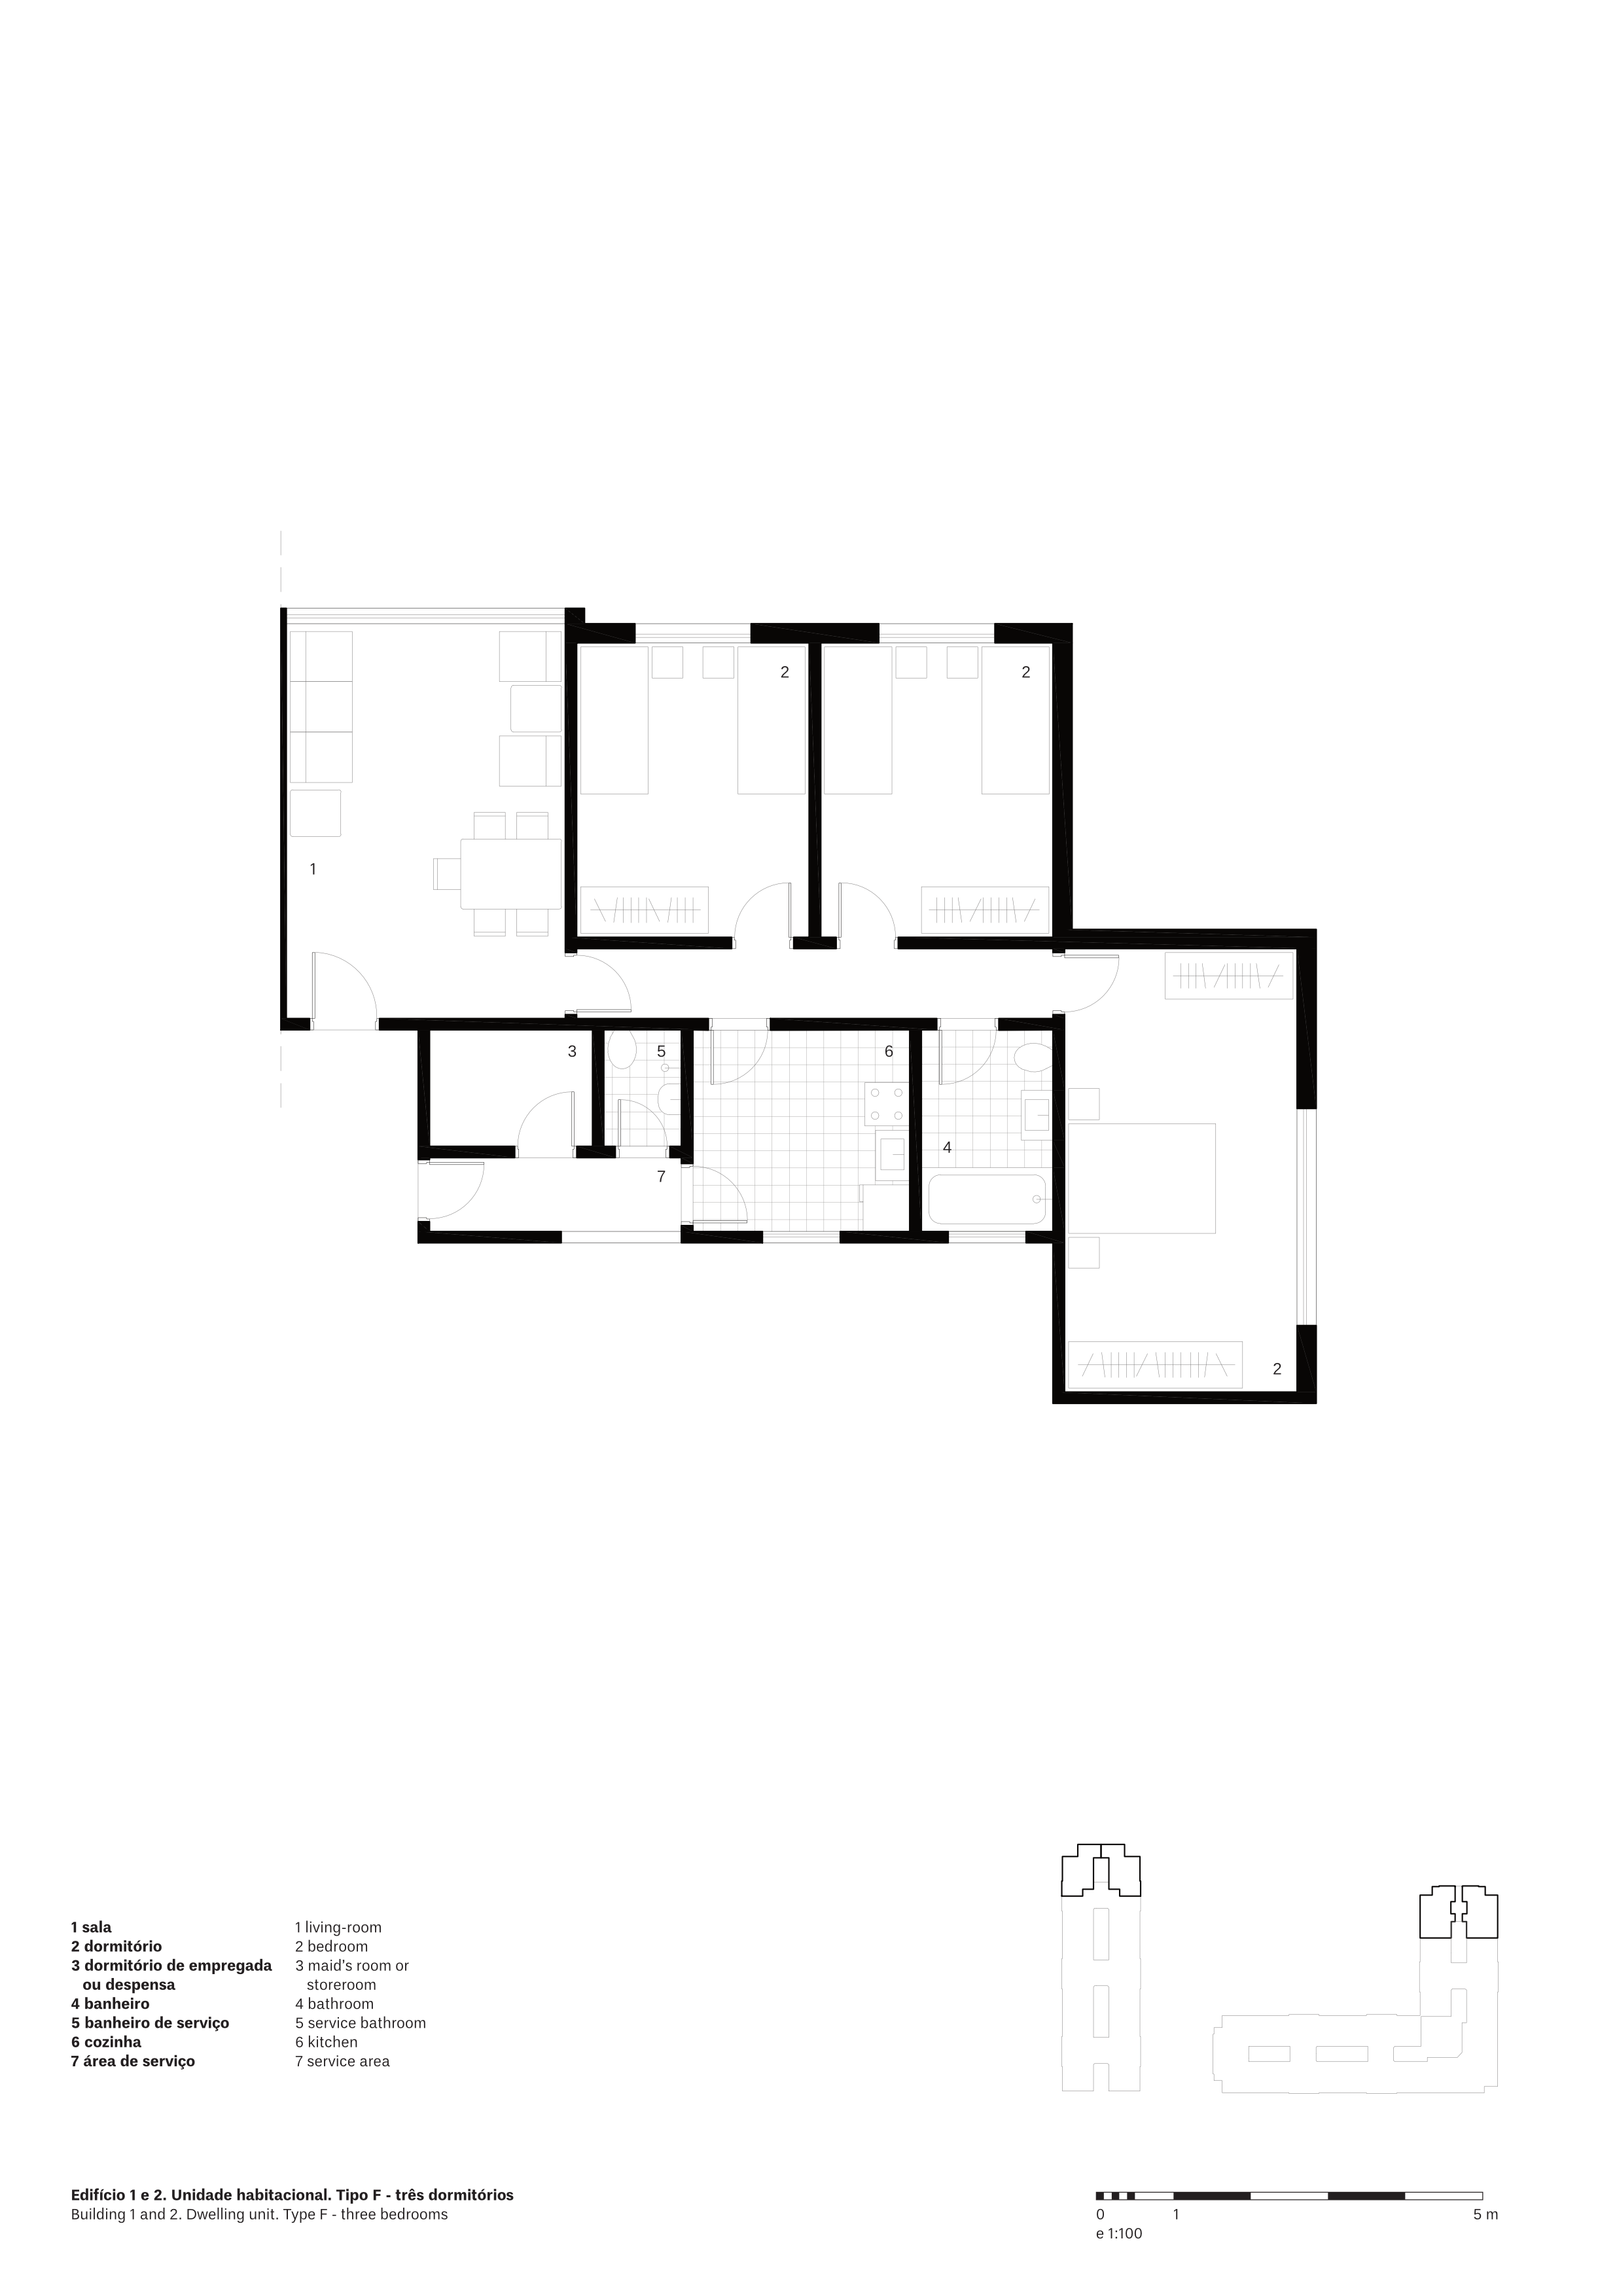 2
2
1
3
5
6
4
7
2
1 sala
2 dormitório
3 dormitório de empregada
ou despensa
4 banheiro
5 banheiro de serviço
6 cozinha
7 área de serviço
1 living-room
2 bedroom
3 maid's room or
storeroom
4 bathroom
5 service bathroom
6 kitchen
7 service area
Edifício 1 e 2. Unidade habitacional. Tipo F - três dormitórios
Building 1 and 2. Dwelling unit. Type F - three bedrooms
0 1 5 m
e 1:100